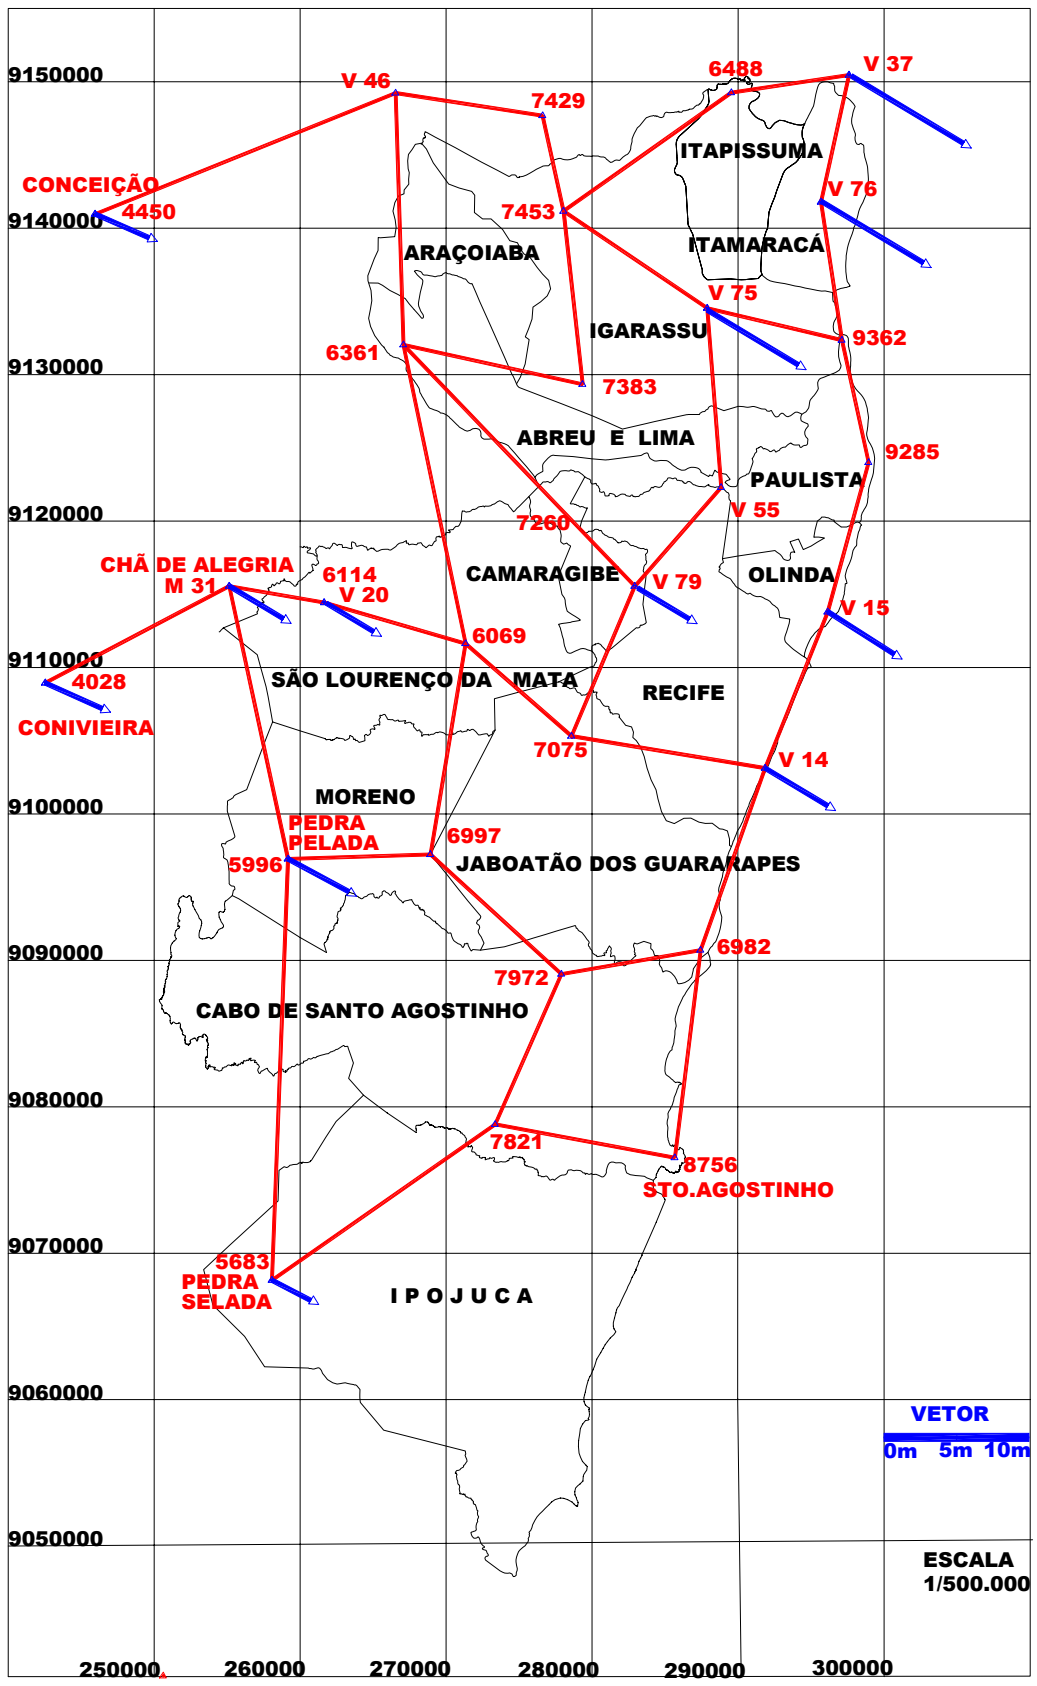 9150000
V 46
6488
V 37
7429
ITAPISSUMA
CONCEIÇÃO
4450
V 76
7453
9140000
ARAÇOIABA
ITAMARACÁ
V 75
IGARASSU
9362
6361
9130000
7383
ABREU E LIMA
9285
PAULISTA
V 55
9120000
7260
CHÃ DE ALEGRIA
M 31
6114
V 20
CAMARAGIBE
V 79
OLINDA
V 15
6069
9110000
4028
SÃO LOURENÇO DA MATA
RECIFE
CONIVIEIRA
7075
V 14
MORENO
9100000
PEDRA
PELADA
5996
6997
JABOATÃO DOS GUARARAPES
6982
9090000
7972
CABO DE SANTO AGOSTINHO
9080000
7821
8756
STO.AGOSTINHO
9070000
5683
PEDRA
SELADA
I P O J U C A
9060000
VETOR
0m 5m 10m
9050000
ESCALA
1/500.000
250000 260000 270000 280000 290000 300000